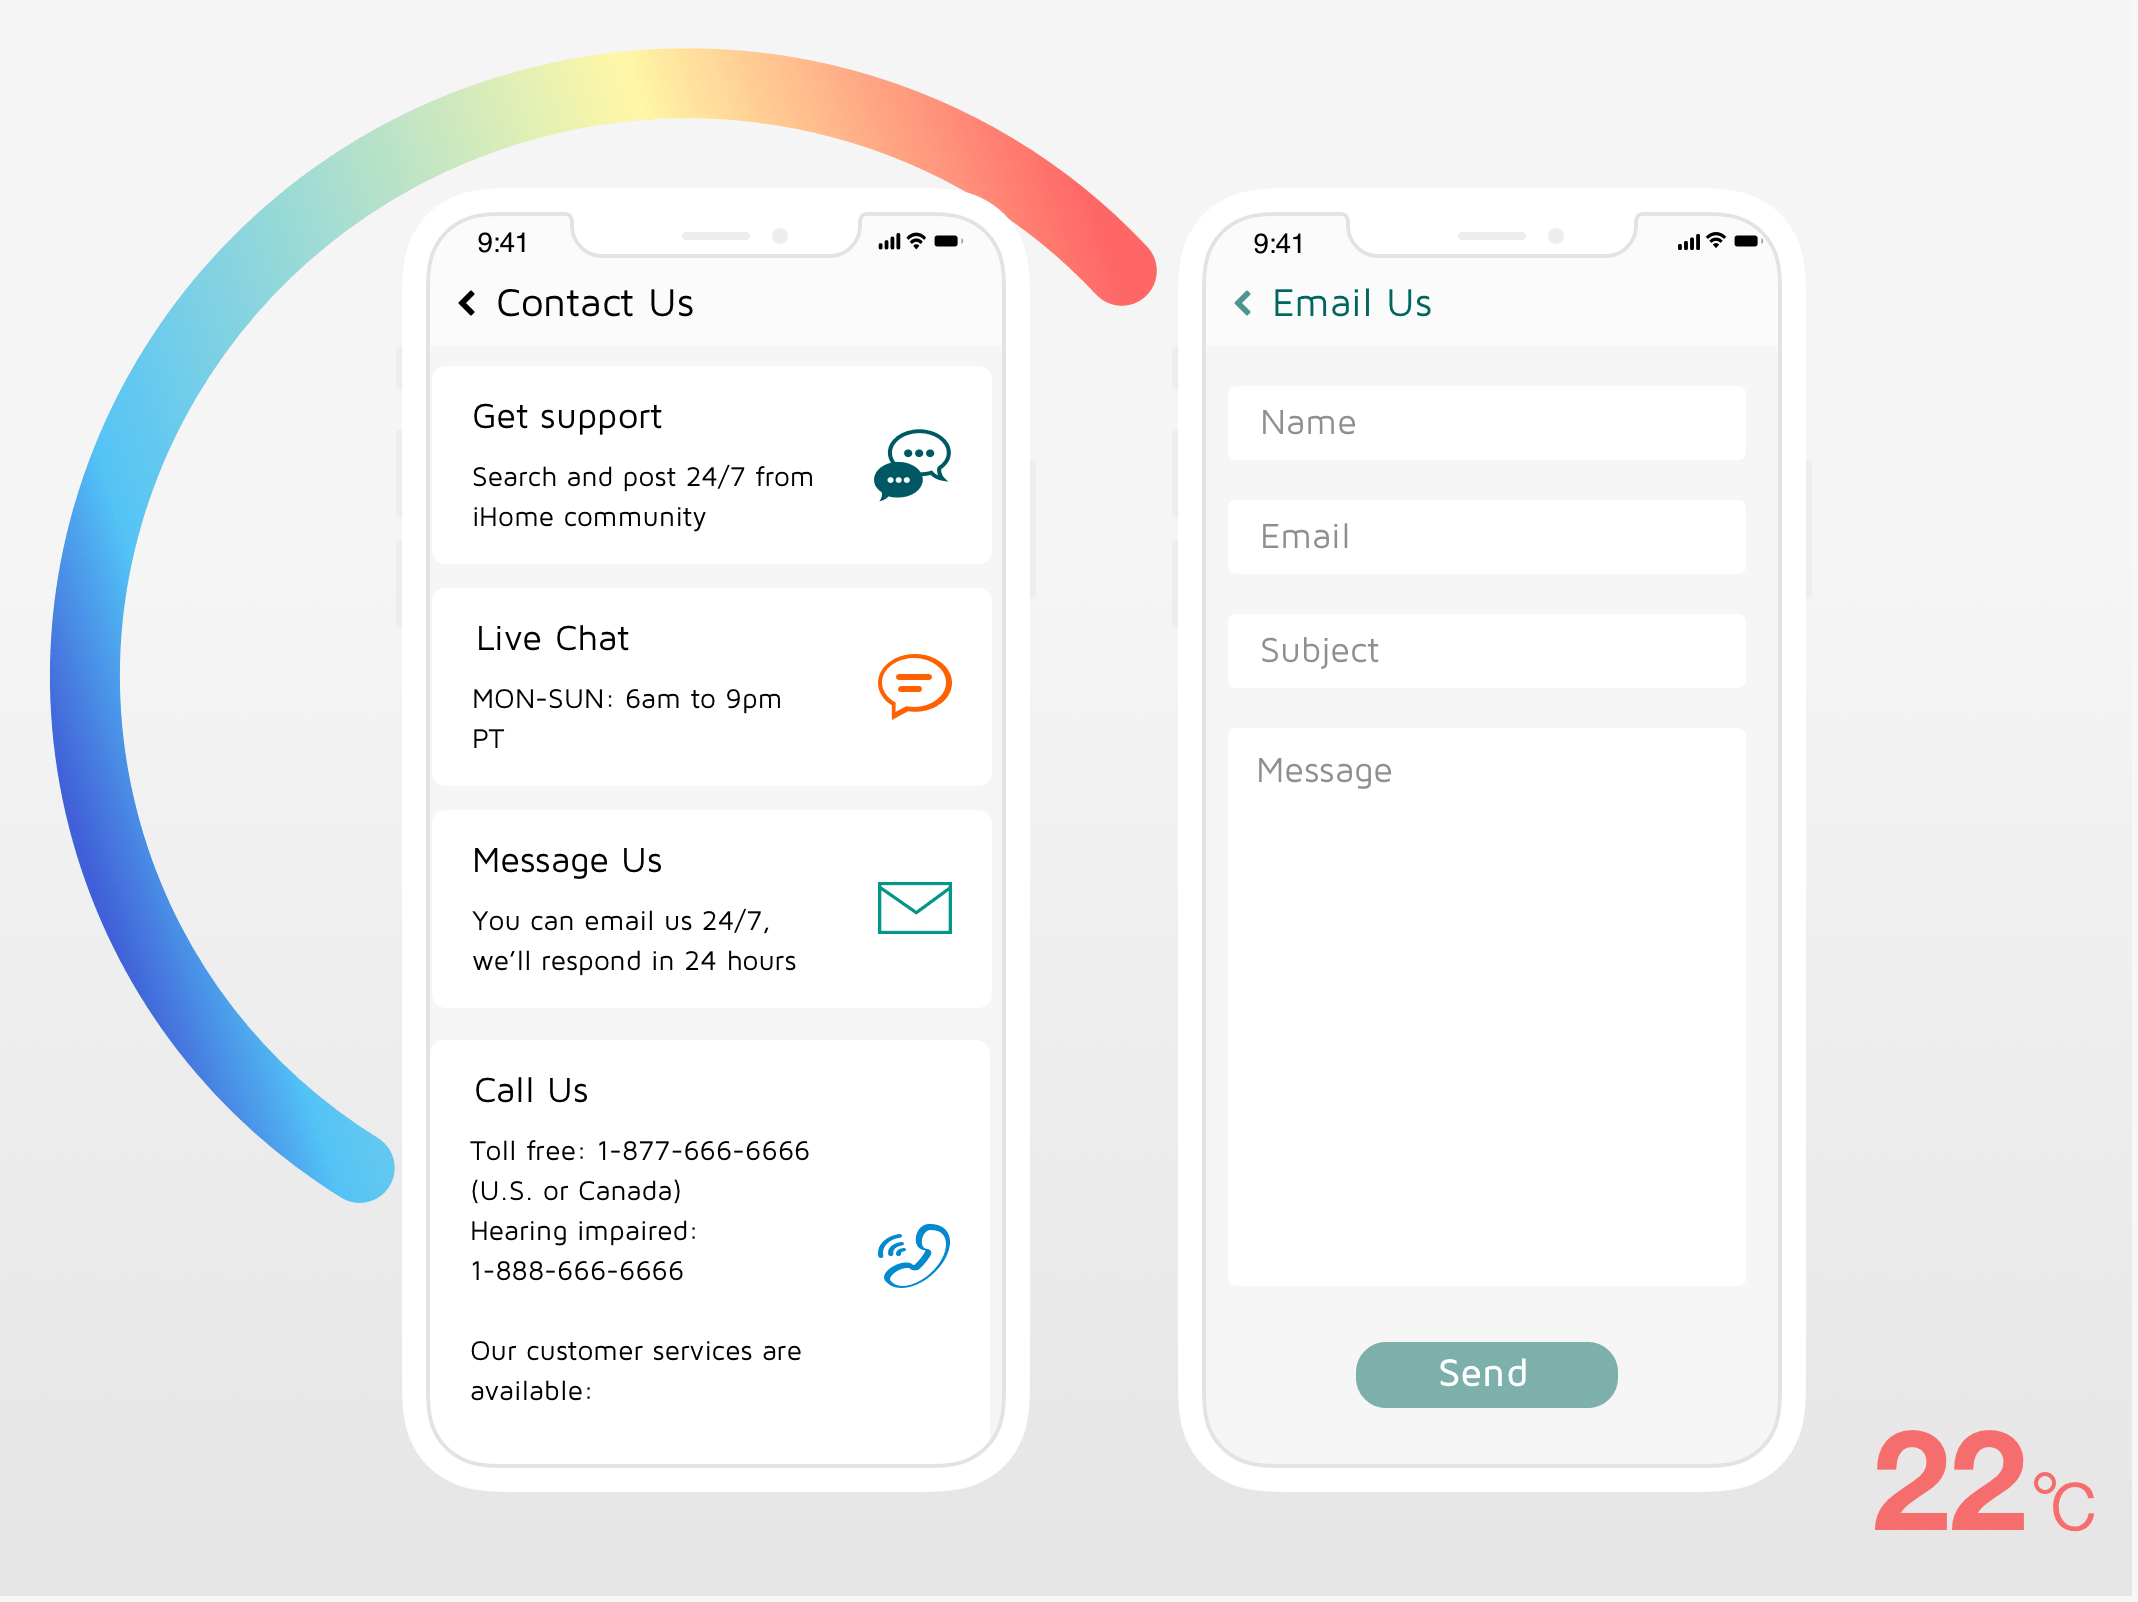 9:41
Contact Us
Get support
Search and post 24/7 from
iHome community
Live Chat
MON-SUN: 6am to 9pm
PT
Message Us
You can email us 24/7,
we’ll respond in 24 hours
Call Us
Toll free: 1-877-666-6666
(U.S. or Canada)
Hearing impaired:
1-888-666-6666
Our customer services are
available:
9:41
Email Us
Name
Email
Subject
Message
Send
22°C